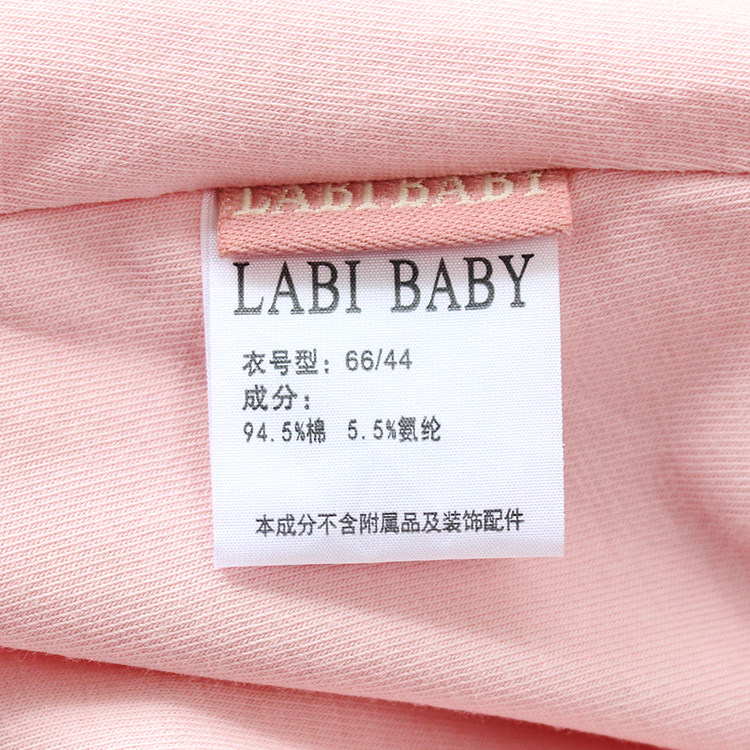 LABI BABY
LABI BABY
衣号型：66/44
成分：
94.5%棉 5.5%氨纶
本成分不含附属品及装饰配件